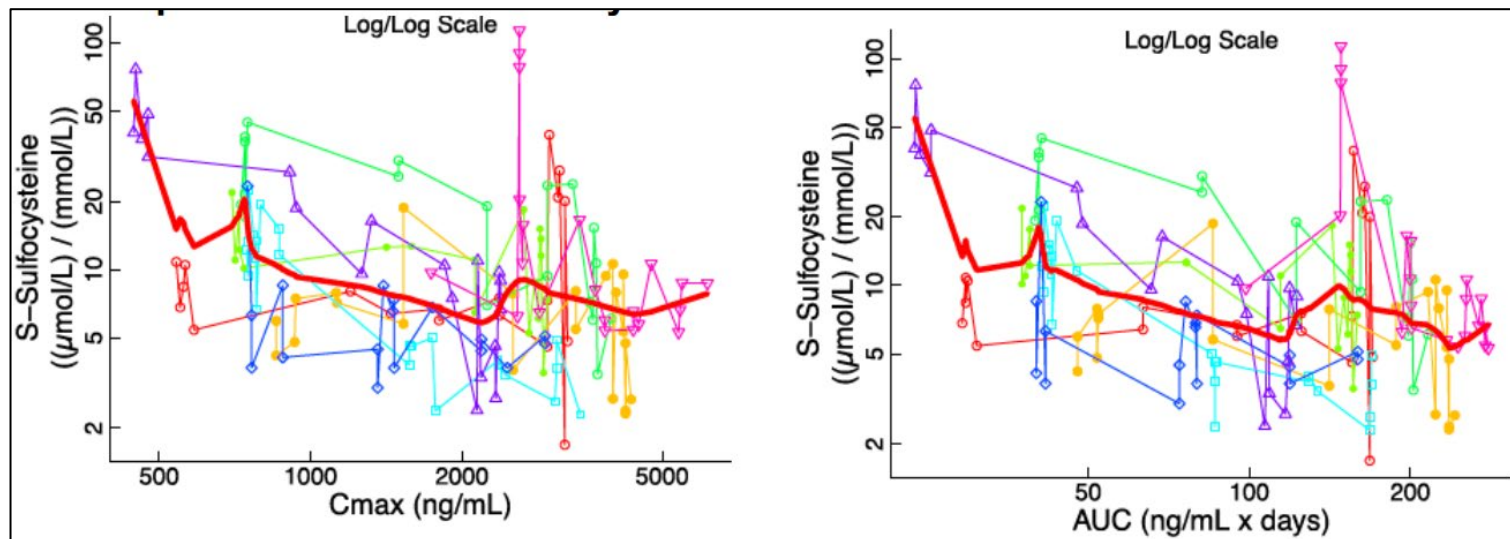 Log/Log Scale
S-Sulfocysteine
((µmol/L) / (mmol/L))
100
50
20
10
5
2
500
1000
2000
5000
Cmax (ng/mL)
Log/Log Scale
S-Sulfocysteine
((µmol/L) / (mmol/L))
100
50
20
10
5
2
50
100
200
AUC (ng/mL x days)